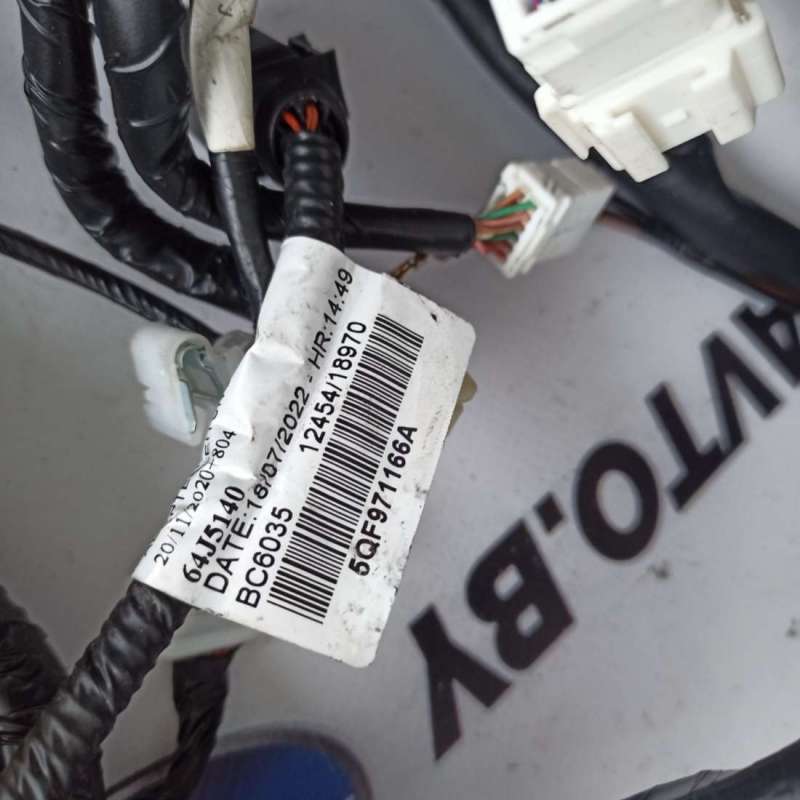 20/11/2020-804
64J5140
DATE:18/07/2022 - HR:14:49
BC6035 12454/18970
5QF971166A
AVTO.BY